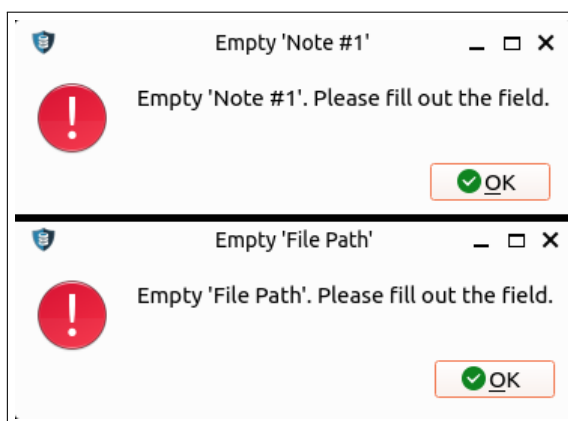 Empty 'Note #1'
Empty 'Note #1'. Please fill out the field.
OK
Empty 'File Path'
Empty 'File Path'. Please fill out the field.
OK